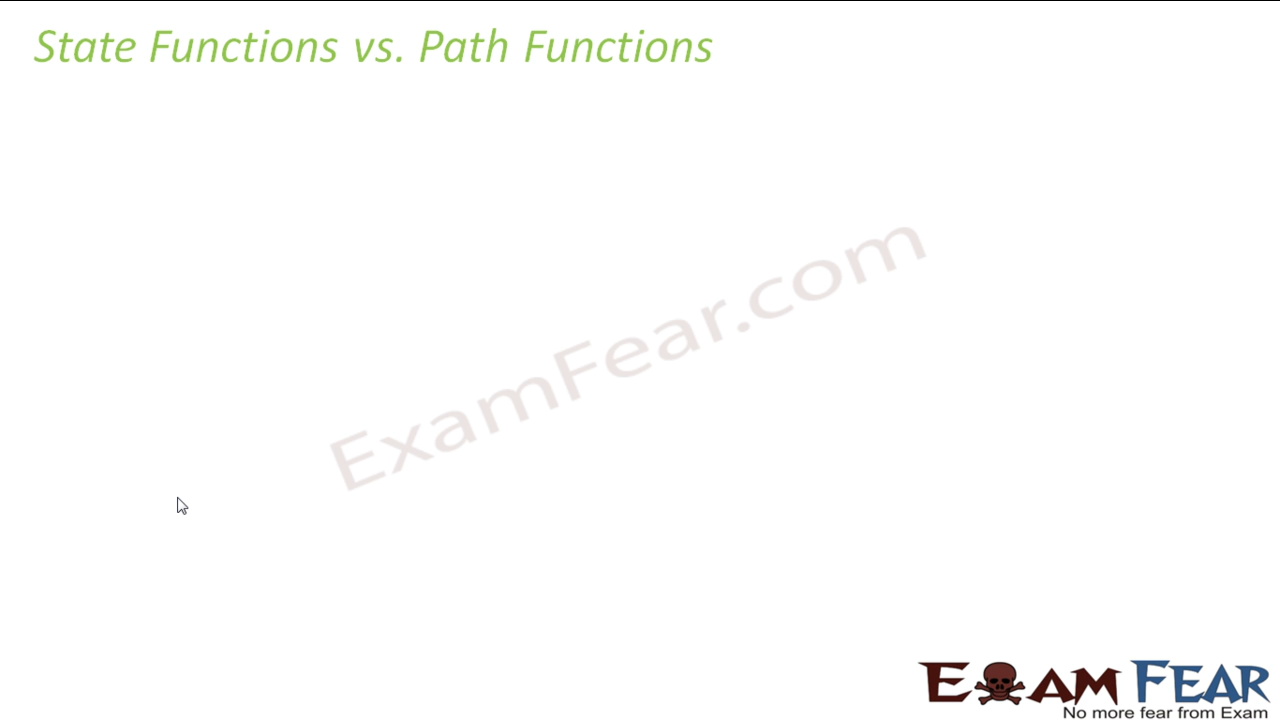 State Functions vs. Path Functions
ExamFear.com
EXAM FEAR
No more fear from Exam